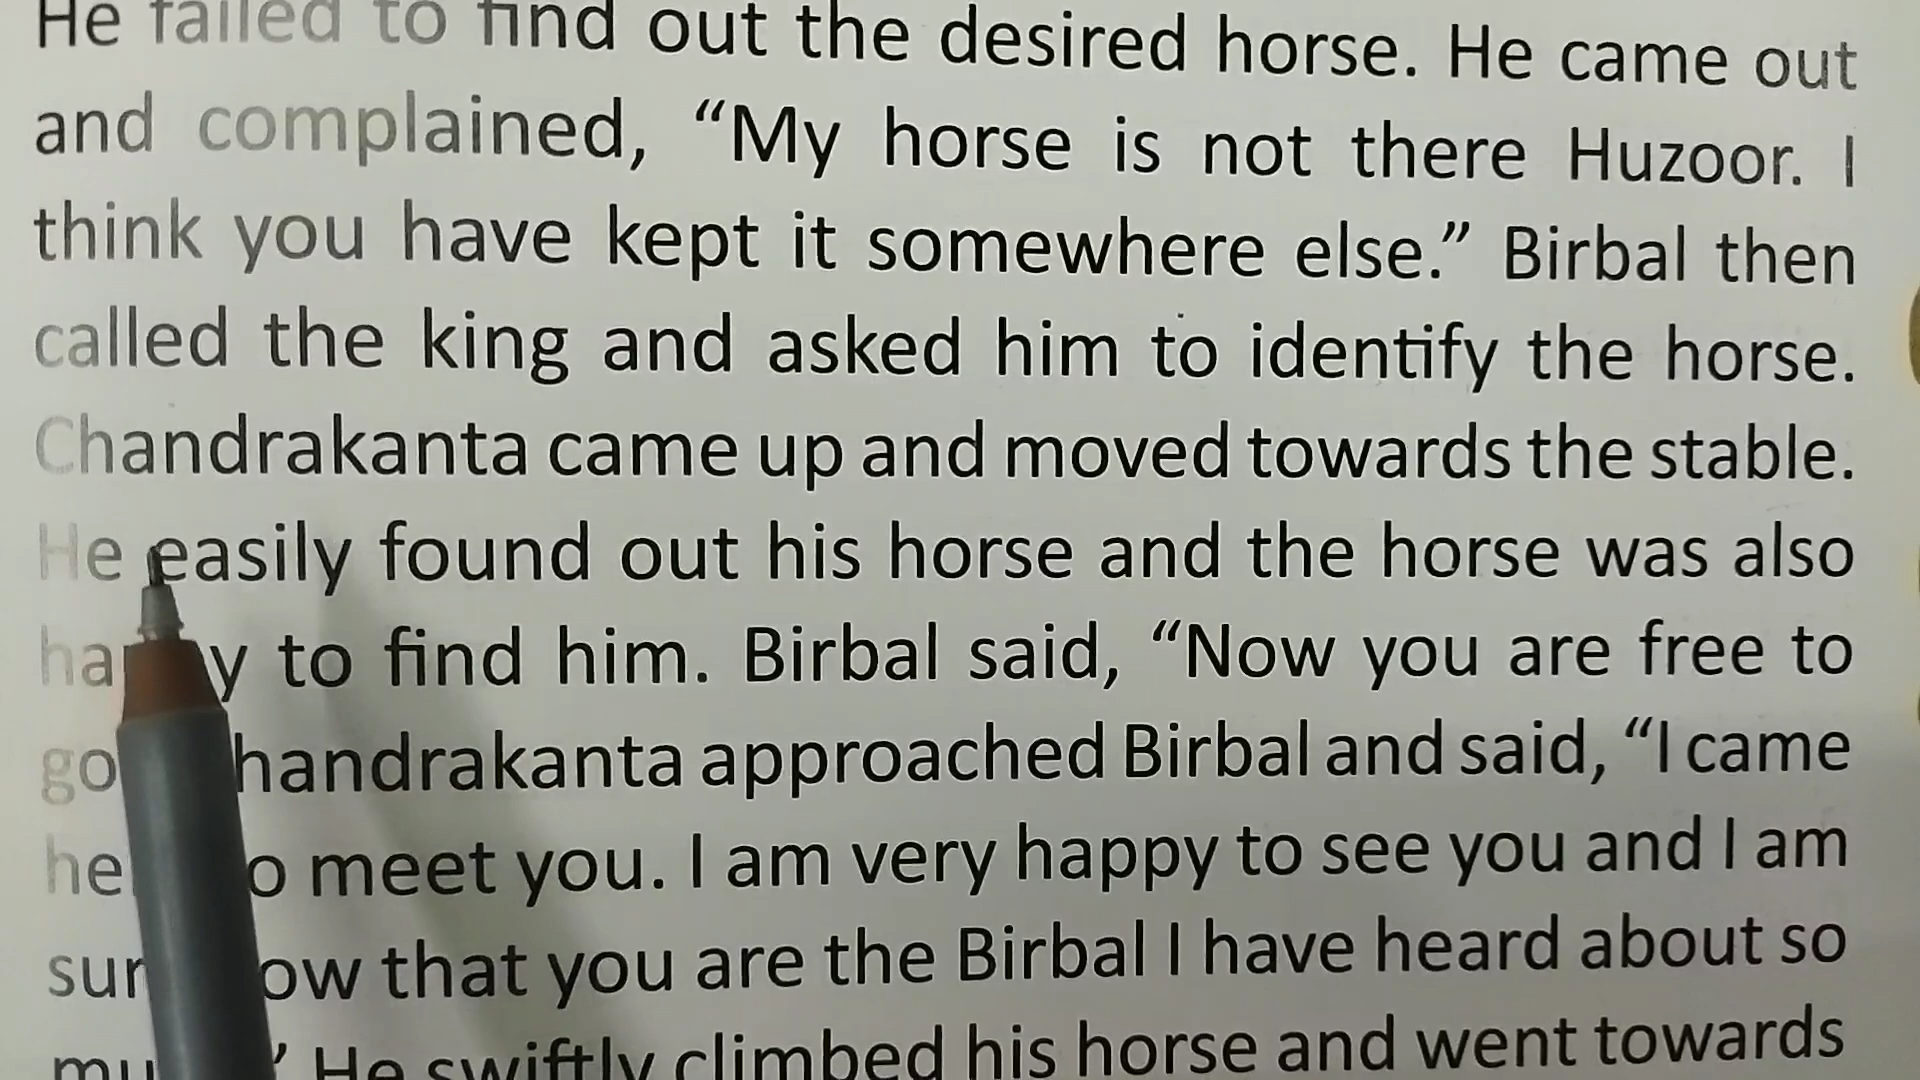 He failed to find out the desired horse. He came out
and complained, “My horse is not there Huzoor. I
think you have kept it somewhere else.” Birbal then
called the king and asked him to identify the horse.
Chandrakanta came up and moved towards the stable.
He easily found out his horse and the horse was also
to find him. Birbal said, “Now you are free to
approached Birbal and said, “I came
meet you. I am very happy to see you and I am
that you are the Birbal I have heard about so
He swiftly climbed his horse and went towards